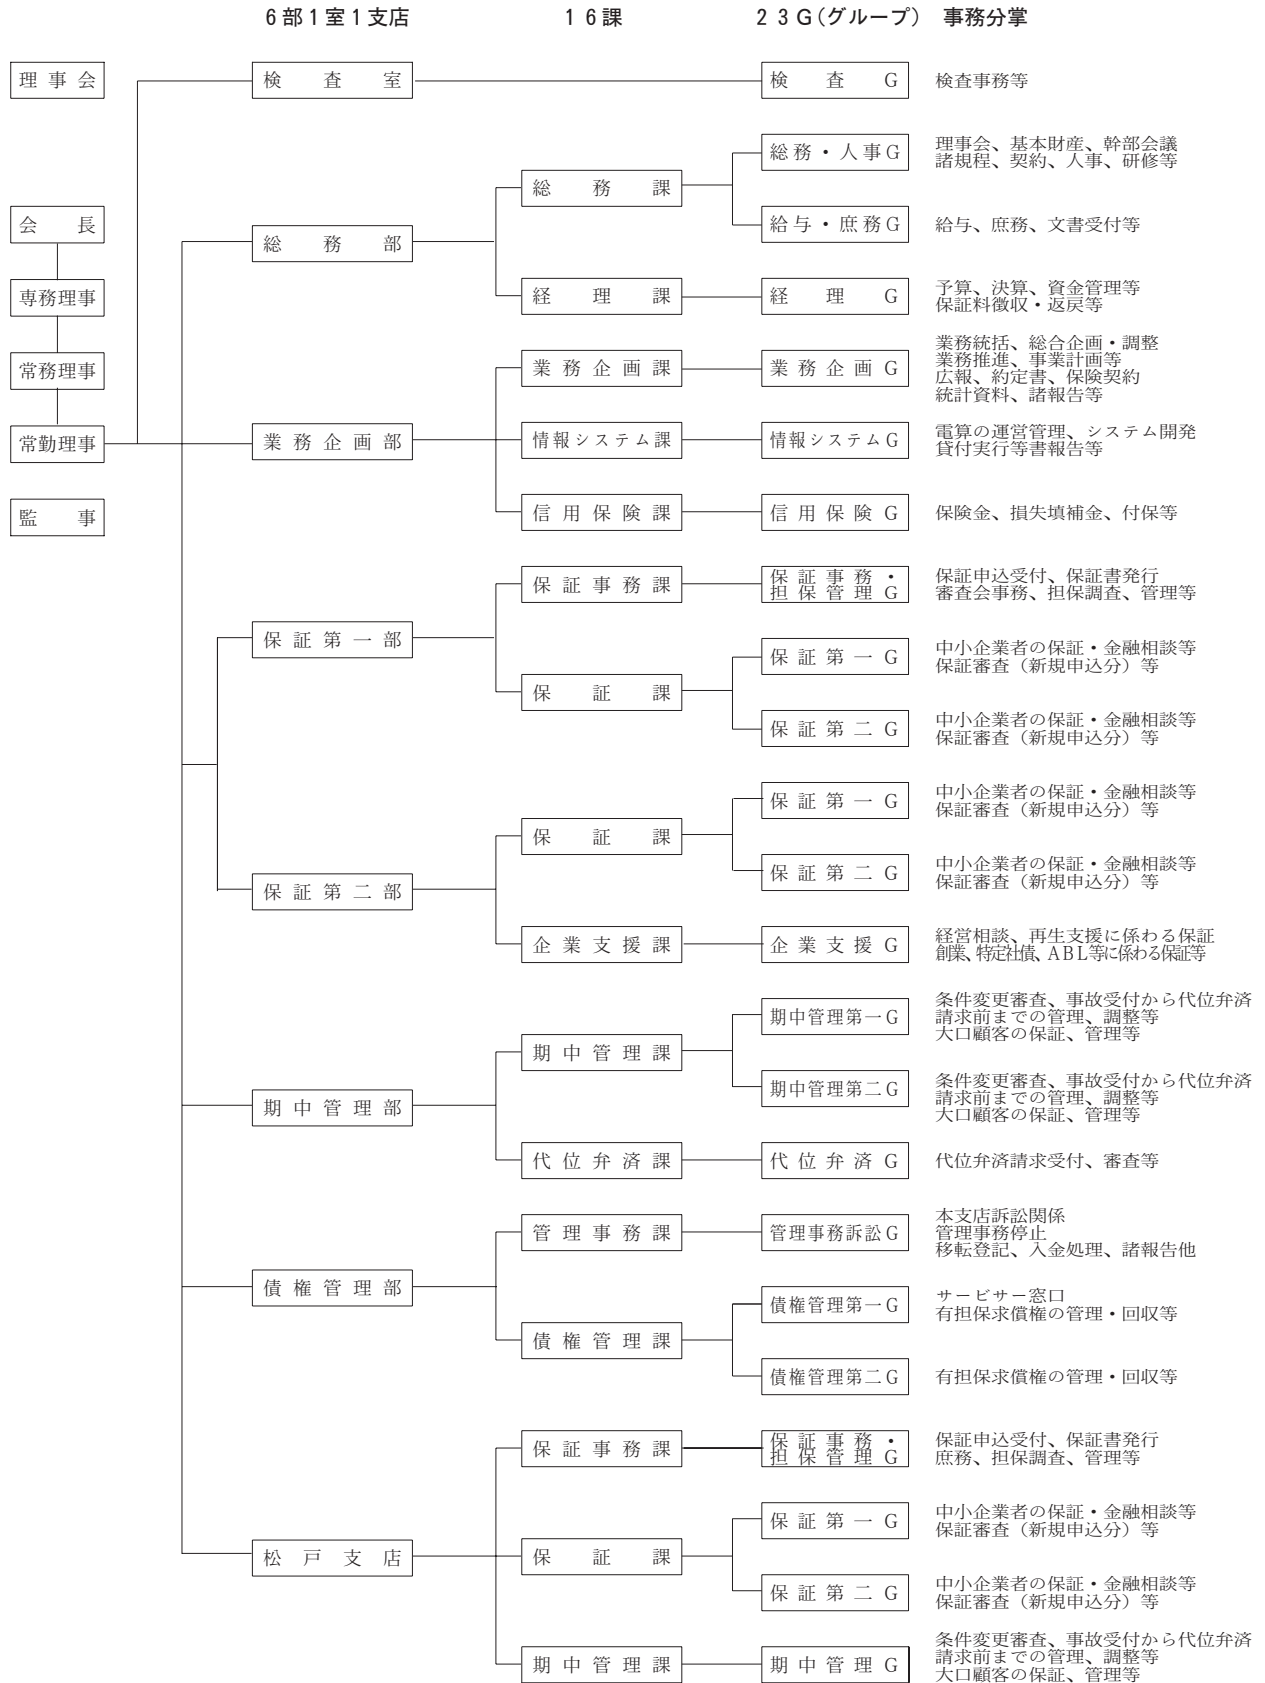 6部1室1支店
16課
23G(グループ)
事務分掌
理事会
検査室
検査G
検査事務等
総務・人事G
理事会、基本財産、幹部会議
諸規程、契約、人事、研修等
総務課
会長
総務部
給与・庶務G
給与、庶務、文書受付等
専務理事
経理課
経理G
予算、決算、資金管理等
保証料徴収・返戻等
常務理事
業務企画課
業務企画G
業務統括、総合企画・調整
業務推進、事業計画等
広報、約定書、保険契約
統計資料、諸報告等
常勤理事
業務企画部
情報システム課
情報システムG
電算の運営管理、システム開発
貸付実行等書報告等
監事
信用保険課
信用保険G
保険金、損失填補金、付保等
保証事務課
保証事務・
担保管理G
保証申込受付、保証書発行
審査会事務、担保調査、管理等
保証第一部
保証第一G
中小企業者の保証・金融相談等
保証審査(新規申込分)等
保証課
保証第二G
中小企業者の保証・金融相談等
保証審査(新規申込分)等
保証第一G
中小企業者の保証・金融相談等
保証審査(新規申込分)等
保証課
保証第二部
保証第二G
中小企業者の保証・金融相談等
保証審査(新規申込分)等
企業支援課
企業支援G
経営相談、再生支援に係わる保証
創業、特定社債、ABL等に係わる保証等
期中管理第一G
条件変更審査、事故受付から代位弁済
請求前までの管理、調整等
大口顧客の保証、管理等
期中管理課
期中管理部
期中管理第二G
条件変更審査、事故受付から代位弁済
請求前までの管理、調整等
大口顧客の保証、管理等
代位弁済課
代位弁済G
代位弁済請求受付、審査等
管理事務課
管理事務訴訟G
本支店訴訟関係
管理事務停止
移転登記、入金処理、諸報告他
債権管理部
債権管理第一G
サービサー窓口
有担保求償権の管理・回収等
債権管理課
債権管理第二G
有担保求償権の管理・回収等
保証事務課
保証事務・
担保管理G
保証申込受付、保証書発行
庶務、担保調査、管理等
保証第一G
中小企業者の保証・金融相談等
保証審査(新規申込分)等
松戸支店
保証課
保証第二G
中小企業者の保証・金融相談等
保証審査(新規申込分)等
期中管理課
期中管理G
条件変更審査、事故受付から代位弁済
請求前までの管理、調整等
大口顧客の保証、管理等